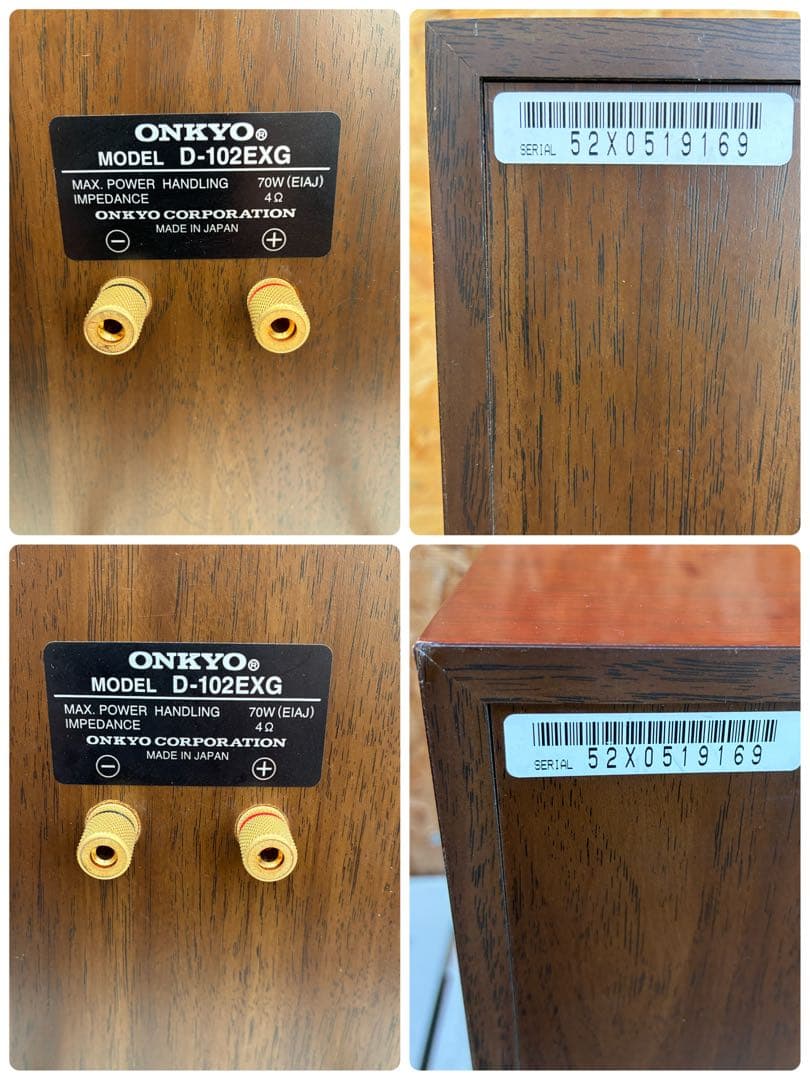 ONKYO®
MODEL D-102EXG
MAX. POWER HANDLING 70W (EIAJ)
IMPEDANCE 4Ω
ONKYO CORPORATION
MADE IN JAPAN
− +
SERIAL 52X0519169
ONKYO®
MODEL D-102EXG
MAX. POWER HANDLING 70W (EIAJ)
IMPEDANCE 4Ω
ONKYO CORPORATION
MADE IN JAPAN
− +
SERIAL 52X0519169